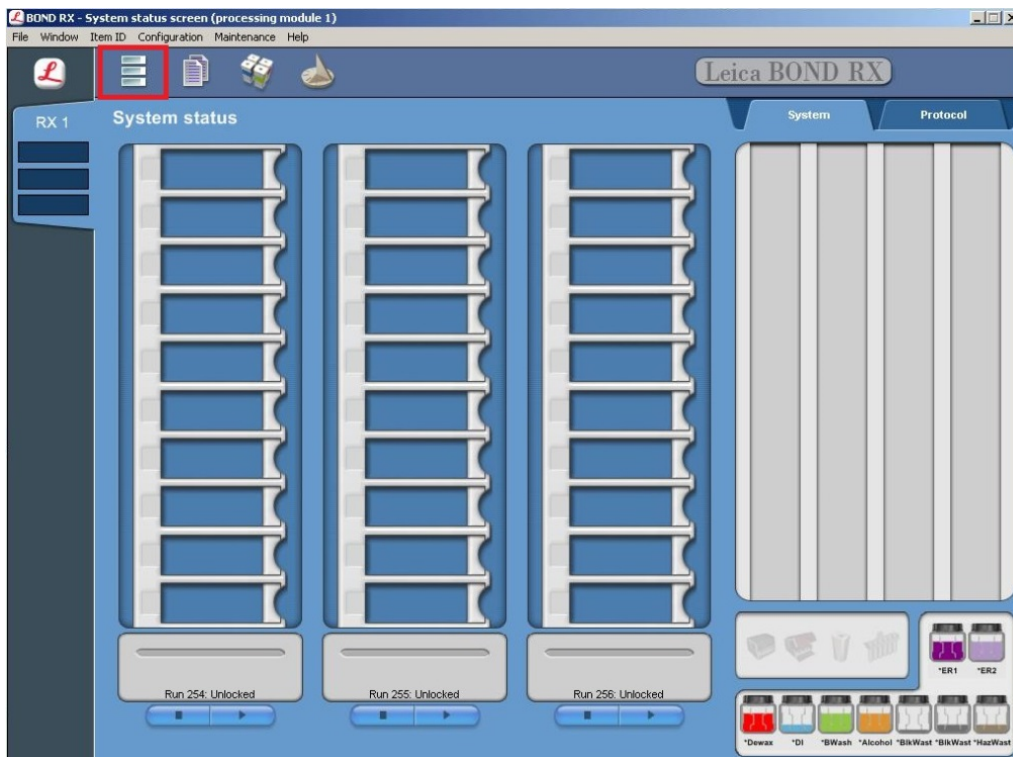 BOND RX - System status screen (processing module 1)
File Window Item ID Configuration Maintenance Help
Leica BOND RX
RX 1
System status
System Protocol
Run 254: Unlocked
Run 255: Unlocked
Run 256: Unlocked
*ER1 *ER2
*Dewax *DI *BWash *Alcohol *BlkWast *BlkWast *HazWast